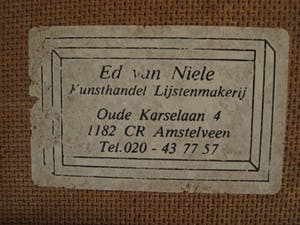 Ed van Niele
Kunsthandel Lijstenmakerij
Oude Karselaan 4
1182 CR Amstelveen
Tel.020 - 43 77 57